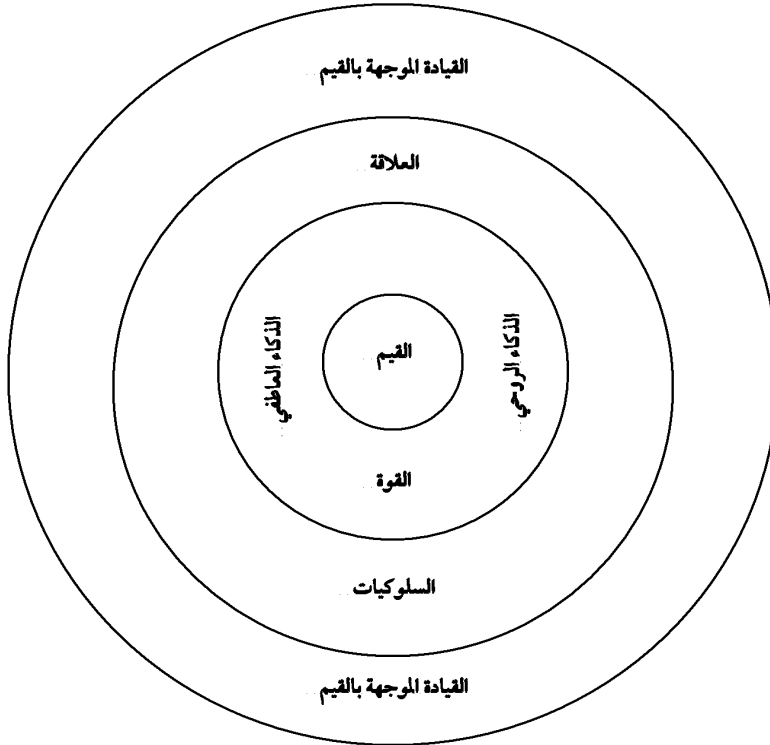 القيادة الموجهة بالقيم
العلاقة
الذكاء الروحي
القيم
الذكاء العاطفي
القوة
السلوكيات
القيادة الموجهة بالقيم